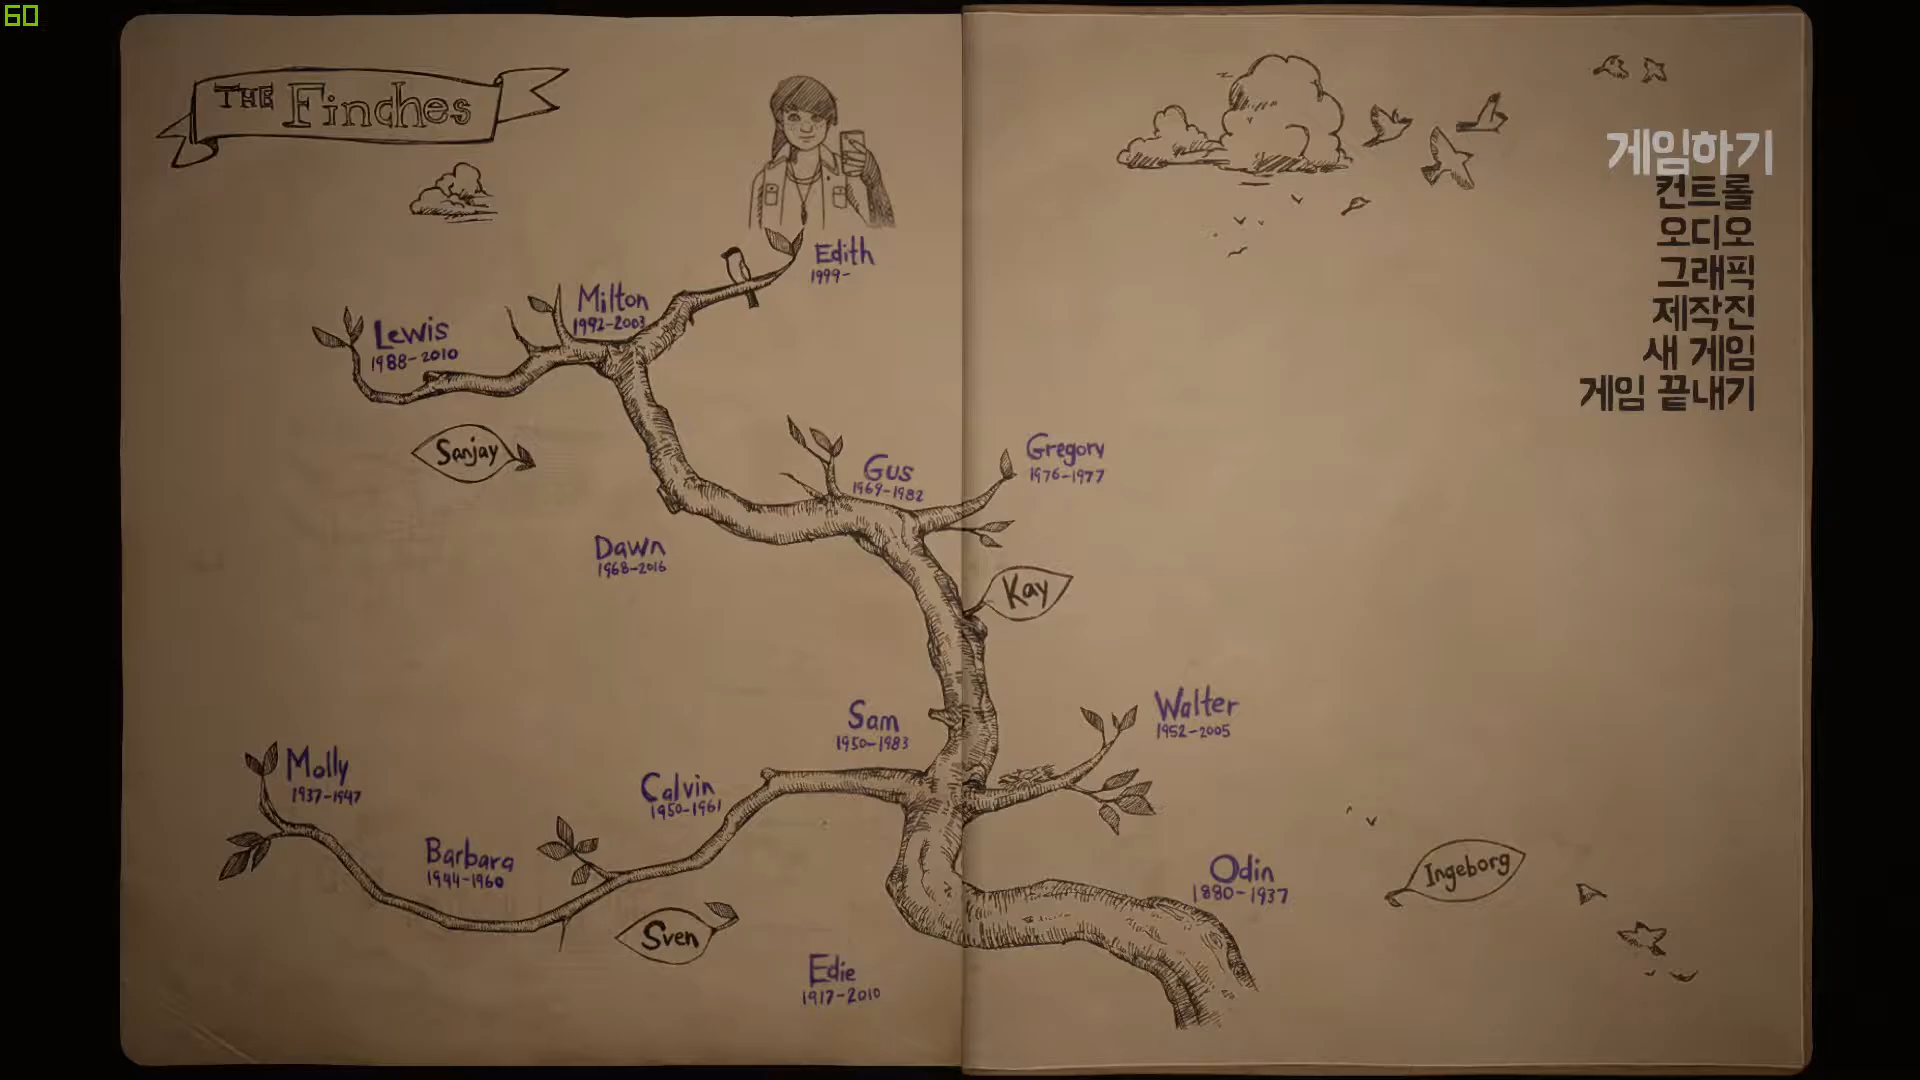 60
THE Finches
게임하기
컨트롤
오디오
그래픽
제작진
새 게임
게임 끝내기
Edith
1999-
Milton
1992-2003
Lewis
1988-2010
Sanjay
Gus
1969-1982
Gregory
1976-1977
Dawn
1968-2016
Kay
Sam
1950-1983
Walter
1952-2005
Molly
1937-1947
Calvin
1950-1961
Barbara
1944-1960
Sven
Odin
1880-1937
Ingeborg
Edie
1917-2010